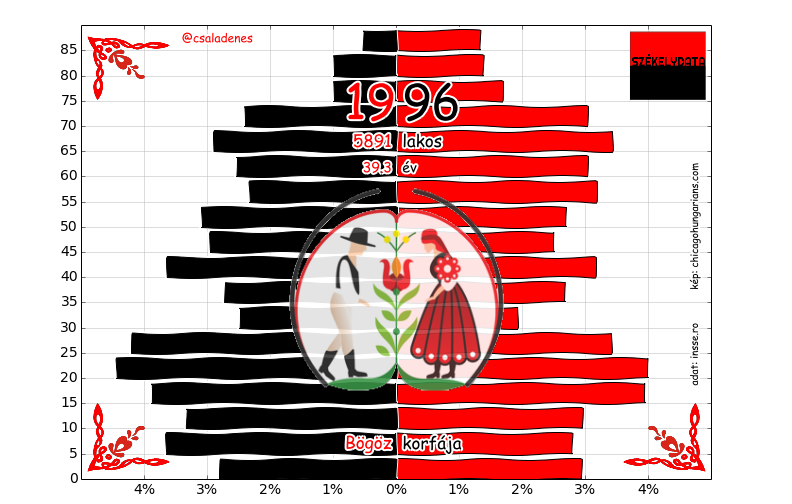 @csaladenes
SZÉKELYDATA
1996
5891 lakos
39.3 év
kép: chicagohungarians.com
adat: insse.ro
Bögöz korfája
85
80
75
70
65
60
55
50
45
40
35
30
25
20
15
10
5
0
4% 3% 2% 1% 0% 1% 2% 3% 4%